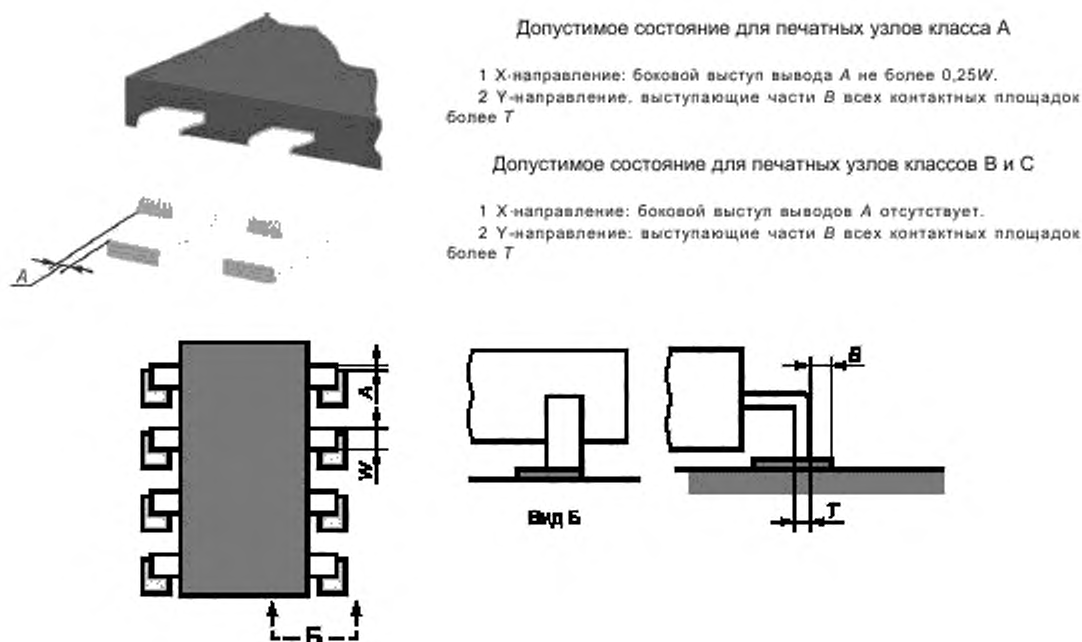 Допустимое состояние для печатных узлов класса А
1 X-направление: боковой выступ вывода А не более 0,25W.
2 Y-направление. выступающие части В всех контактных площадок
более Т
Допустимое состояние для печатных узлов классов В и С
1 X-направление: боковой выступ выводов А отсутствует.
2 Y-направление: выступающие части В всех контактных площадок
более Т
А
А
W
Б
Вид Б
В
Т